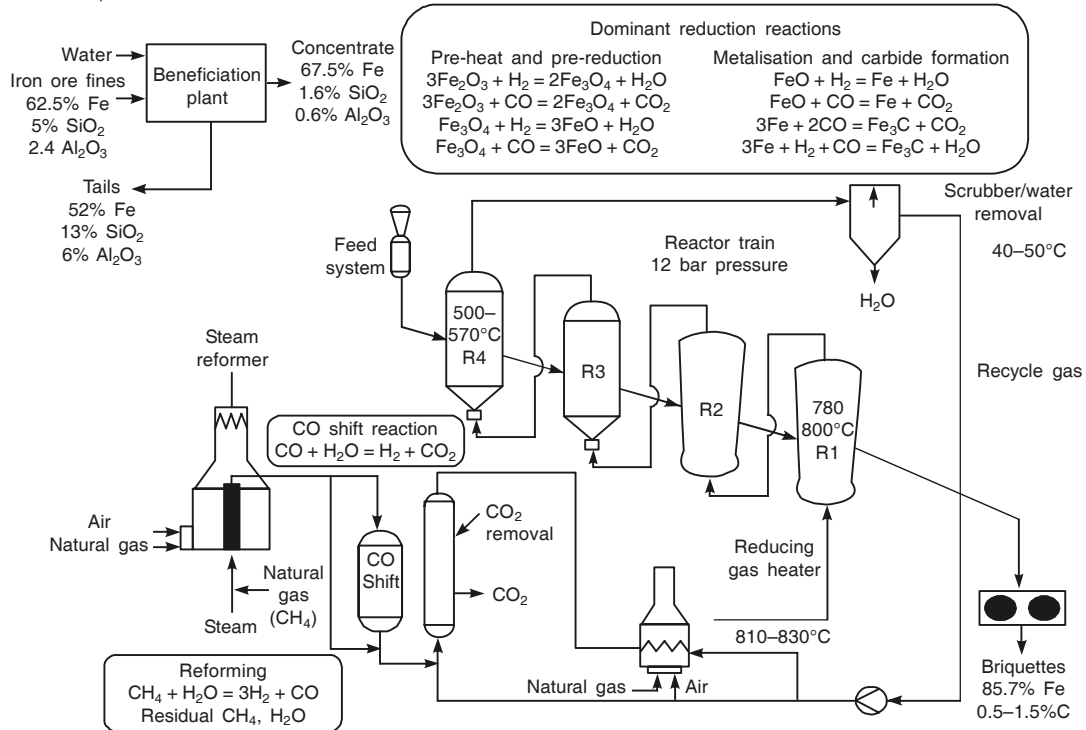 Water
Iron ore fines
62.5% Fe
5% SiO₂
2.4 Al₂O₃
Beneficiation
plant
Concentrate
67.5% Fe
1.6% SiO₂
0.6% Al₂O₃
Tails
52% Fe
13% SiO₂
6% Al₂O₃
Dominant reduction reactions
Pre-heat and pre-reduction
3Fe₂O₃ + H₂ = 2Fe₃O₄ + H₂O
3Fe₂O₃ + CO = 2Fe₃O₄ + CO₂
Fe₃O₄ + H₂ = 3FeO + H₂O
Fe₃O₄ + CO = 3FeO + CO₂
Metalisation and carbide formation
FeO + H₂ = Fe + H₂O
FeO + CO = Fe + CO₂
3Fe + 2CO = Fe₃C + CO₂
3Fe + H₂ + CO = Fe₃C + H₂O
Feed
system
500–
570°C
R4
R3
R2
780
800°C
R1
Reactor train
12 bar pressure
Scrubber/water
removal
40–50°C
H₂O
Recycle gas
Steam
reformer
CO shift reaction
CO + H₂O = H₂ + CO₂
Air
Natural gas
Natural
gas
(CH₄)
Steam
CO
Shift
CO₂
removal
CO₂
Reducing
gas heater
810–830°C
Natural gas
Air
Reforming
CH₄ + H₂O = 3H₂ + CO
Residual CH₄, H₂O
Briquettes
85.7% Fe
0.5–1.5%C